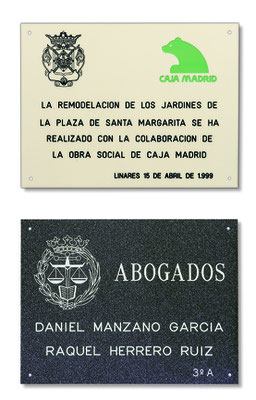 CAJA MADRID
LA REMODELACION DE LOS JARDINES DE
LA PLAZA DE SANTA MARGARITA SE HA
REALIZADO CON LA COLABORACION DE
LA OBRA SOCIAL DE CAJA MADRID
LINARES 15 DE ABRIL DE 1.999
ABOGADOS
DANIEL MANZANO GARCIA
RAQUEL HERRERO RUIZ
3º A